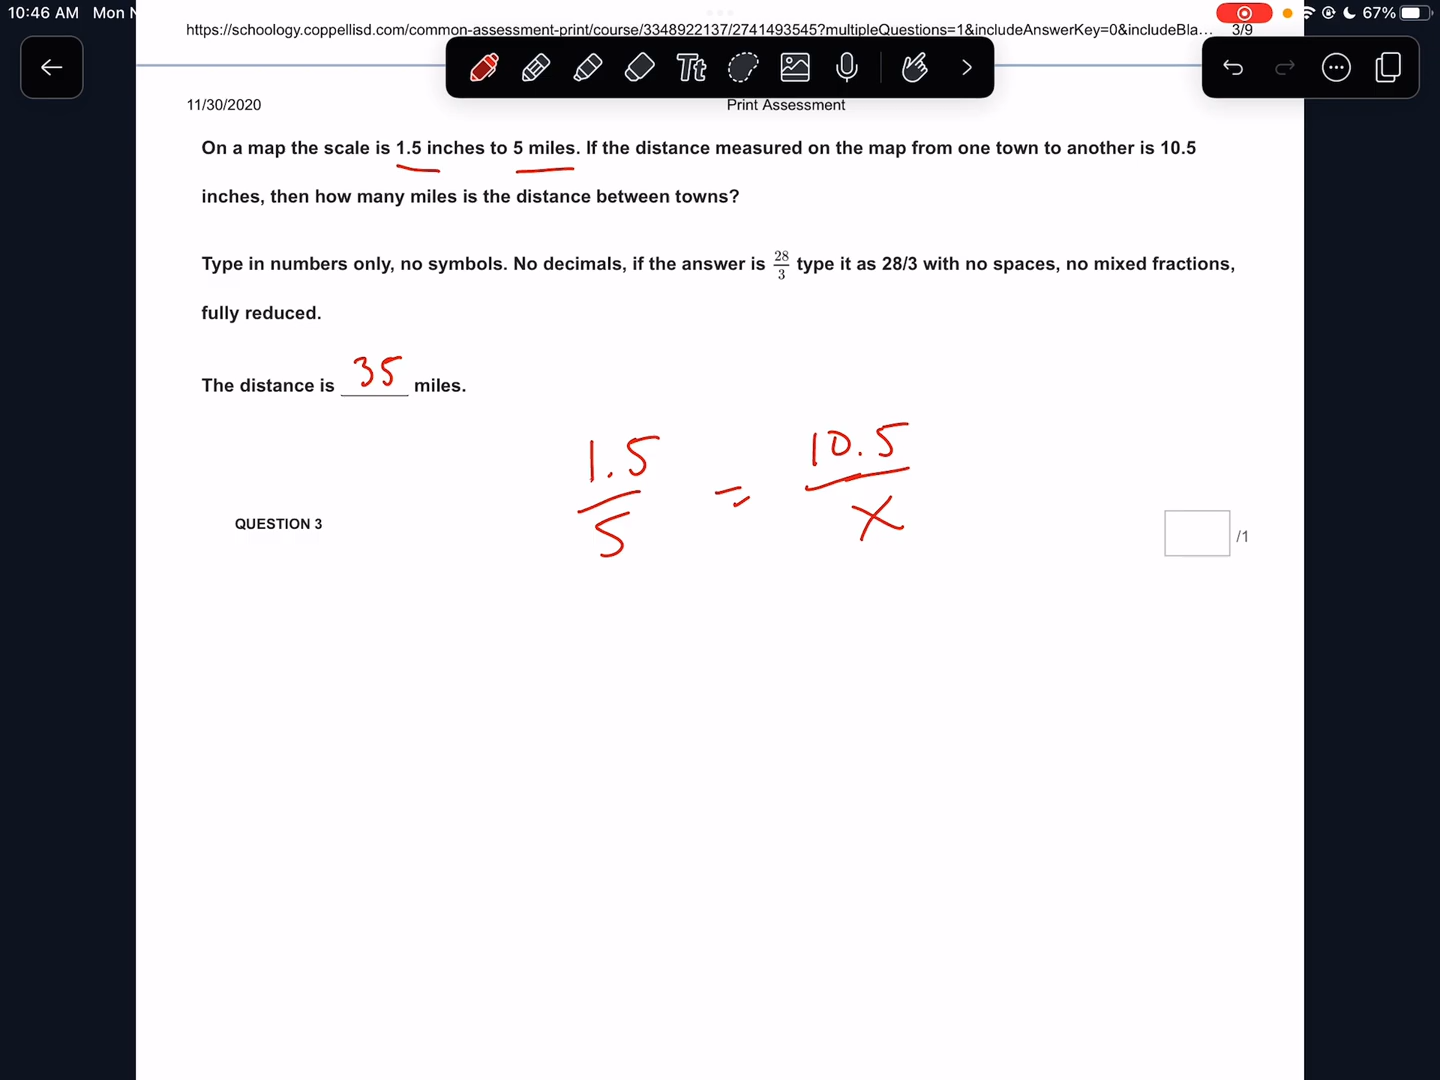 10:46 AM Mon N
67%
https://schoology.coppellisd.com/common-assessment-print/course/3348922137/2741493545?multipleQuestions=1&includeAnswerKey=0&includeBla… 3/9
Tt
11/30/2020 Print Assessment
On a map the scale is 1.5 inches to 5 miles. If the distance measured on the map from one town to another is 10.5
inches, then how many miles is the distance between towns?
Type in numbers only, no symbols. No decimals, if the answer is 28/3 type it as 28/3 with no spaces, no mixed fractions,
fully reduced.
The distance is 35 miles.
1.5/5 = 10.5/x
QUESTION 3
/1